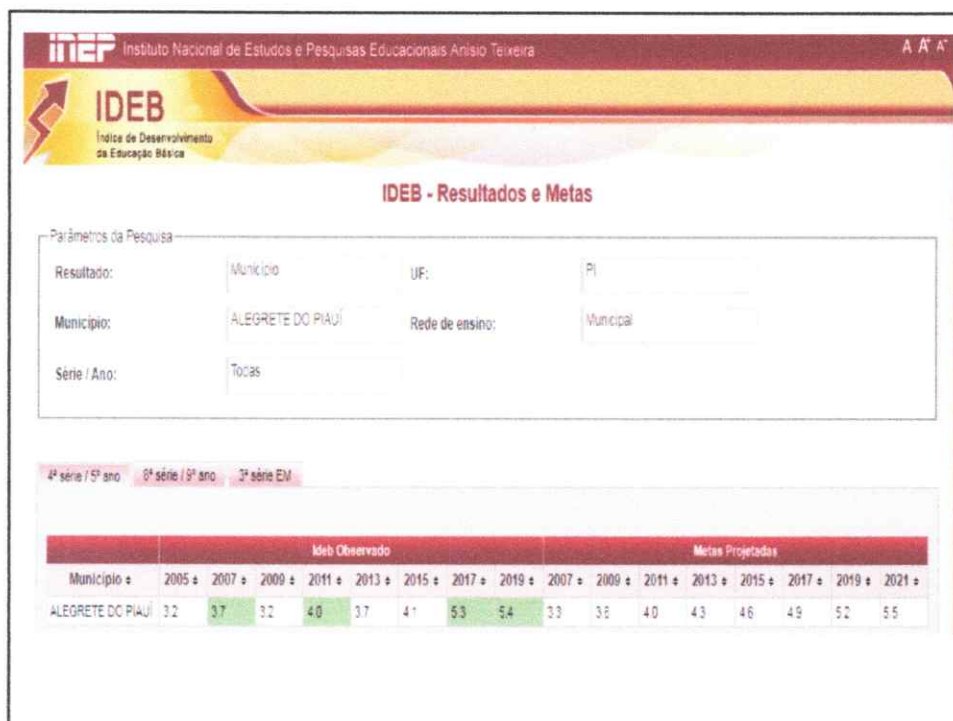 inep Instituto Nacional de Estudos e Pesquisas Educacionais Anísio Teixeira A A+ A-
IDEB
Índice de Desenvolvimento
da Educação Básica
IDEB - Resultados e Metas
Parâmetros da Pesquisa
Resultado: Município UF: PI
Município: ALEGRETE DO PIAUÍ Rede de ensino: Municipal
Série / Ano: Todas
4ª série / 5º ano 8ª série / 9º ano 3ª série EM
Ideb Observado Metas Projetadas
Município 2005 2007 2009 2011 2013 2015 2017 2019 2007 2009 2011 2013 2015 2017 2019 2021
ALEGRETE DO PIAUÍ 3.2 3.7 3.2 4.0 3.7 4.1 5.3 5.4 3.3 3.6 4.0 4.3 4.6 4.9 5.2 5.5